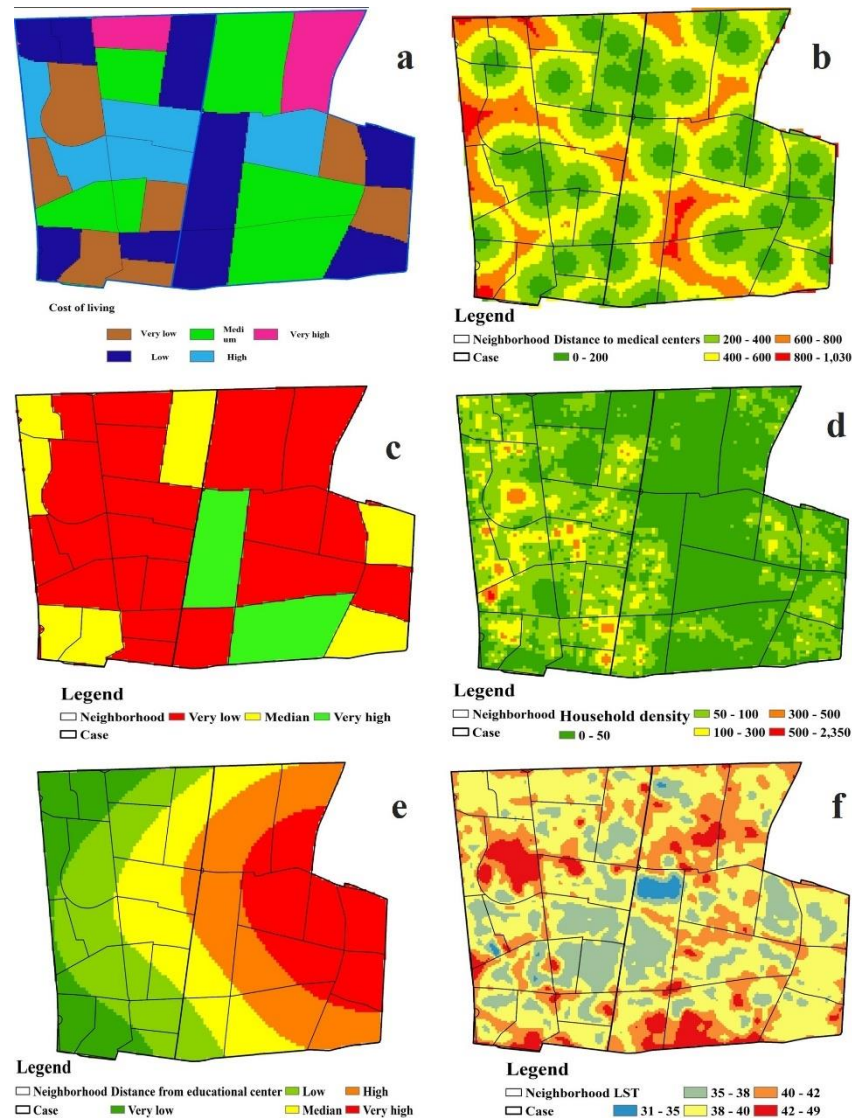 a
Cost of living
Very low
Medi
um
Very high
Low
High
b
Legend
Neighborhood Distance to medical centers 200 - 400 600 - 800
Case 0 - 200 400 - 600 800 - 1,030
c
Legend
Neighborhood Very low Median Very high
Case
d
Legend
Neighborhood Household density 50 - 100 300 - 500
Case 0 - 50 100 - 300 500 - 2,350
e
Legend
Neighborhood Distance from educational center Low High
Case Very low Median Very high
f
Legend
Neighborhood LST 35 - 38 40 - 42
Case 31 - 35 38 - 40 42 - 49